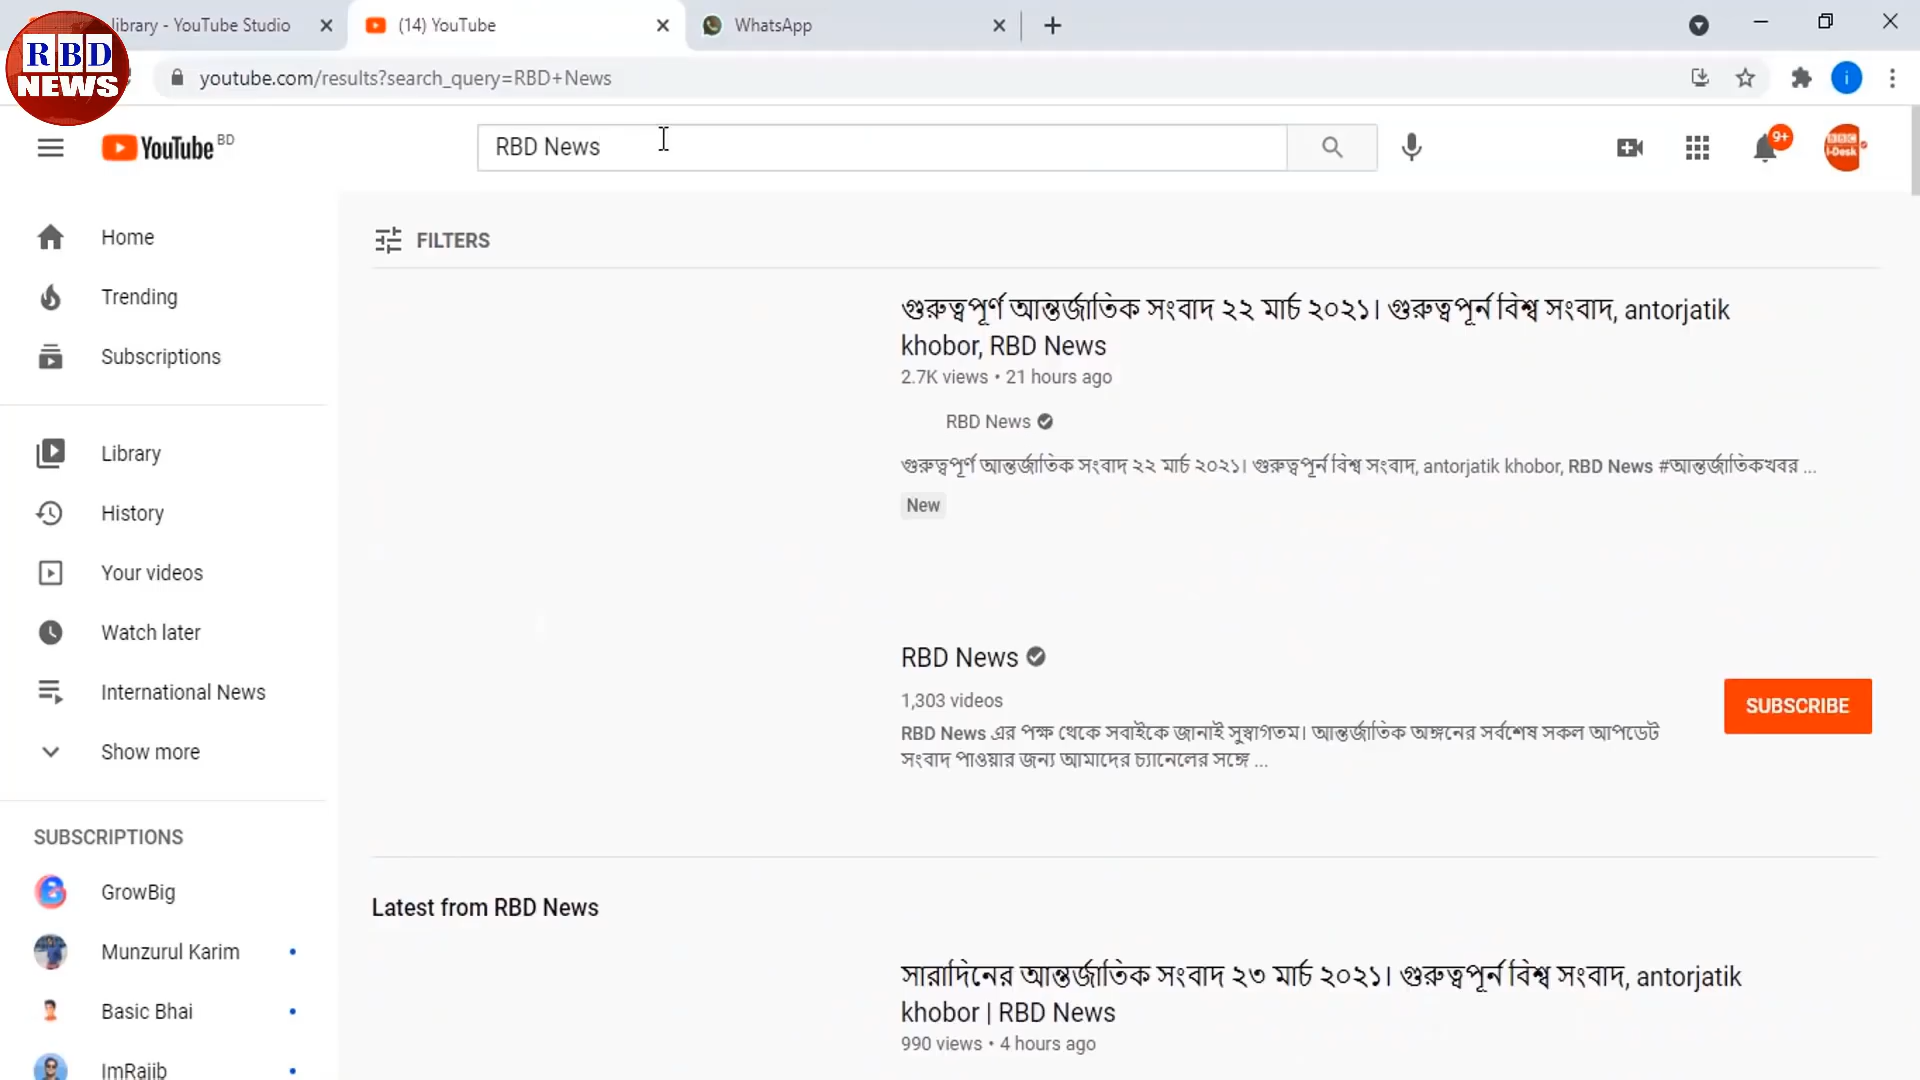 library - YouTube Studio
(14) YouTube
WhatsApp
RBD
NEWS
youtube.com/results?search_query=RBD+News
i
YouTube BD
RBD News
9+
BBC
i-Desk
Home
Trending
Subscriptions
Library
History
Your videos
Watch later
International News
Show more
SUBSCRIPTIONS
GrowBig
Munzurul Karim
Basic Bhai
ImRajib
FILTERS
গুরুত্বপূর্ণ আন্তর্জাতিক সংবাদ ২২ মার্চ ২০২১। গুরুত্বপূর্ন বিশ্ব সংবাদ, antorjatik
khobor, RBD News
2.7K views • 21 hours ago
RBD News
গুরুত্বপূর্ণ আন্তর্জাতিক সংবাদ ২২ মার্চ ২০২১। গুরুত্বপূর্ন বিশ্ব সংবাদ, antorjatik khobor, RBD News #আন্তর্জাতিকখবর ...
New
RBD News
1,303 videos
RBD News এর পক্ষ থেকে সবাইকে জানাই সুস্বাগতম। আন্তর্জাতিক অঙ্গনের সর্বশেষ সকল আপডেট
সংবাদ পাওয়ার জন্য আমাদের চ্যানেলের সঙ্গে ...
SUBSCRIBE
Latest from RBD News
সারাদিনের আন্তর্জাতিক সংবাদ ২৩ মার্চ ২০২১। গুরুত্বপূর্ন বিশ্ব সংবাদ, antorjatik
khobor | RBD News
990 views • 4 hours ago